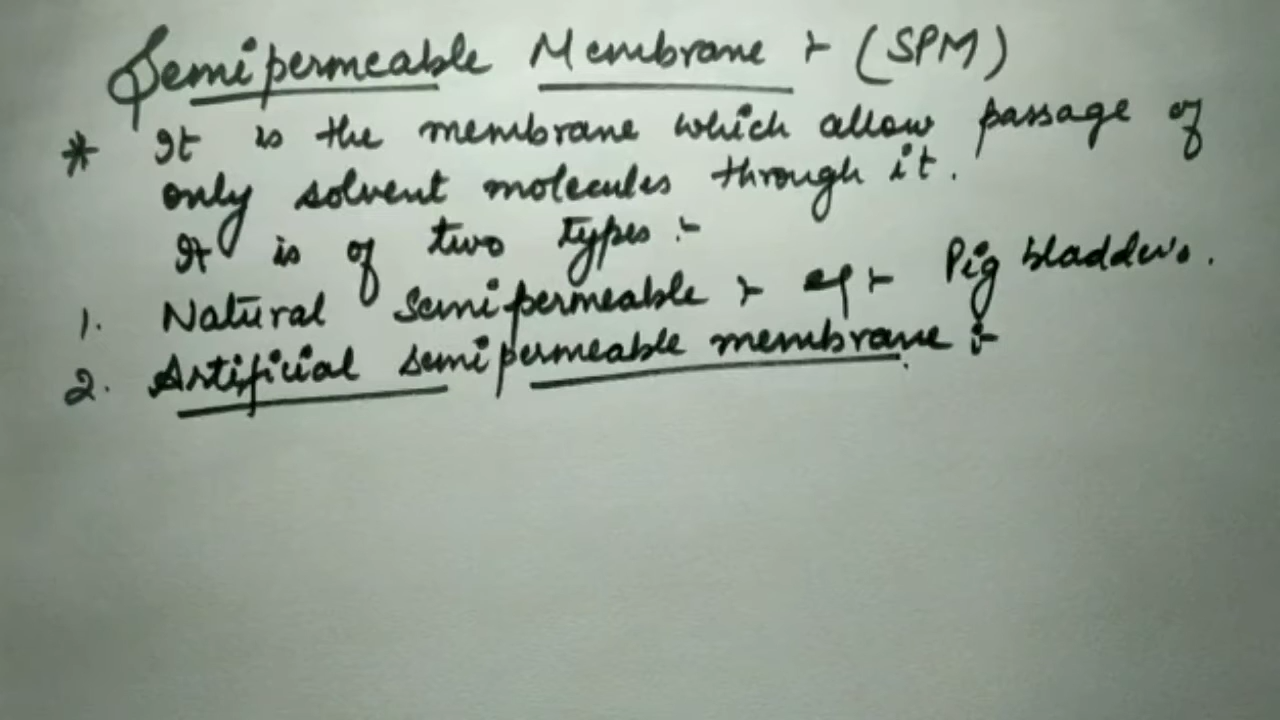 Semipermeable Membrane :- (SPM)
* It is the membrane which allow passage of
only solvent molecules through it.
It is of two types :-
1. Natural semipermeable :- eg :- Pig bladders.
2. Artificial semipermeable membrane :-